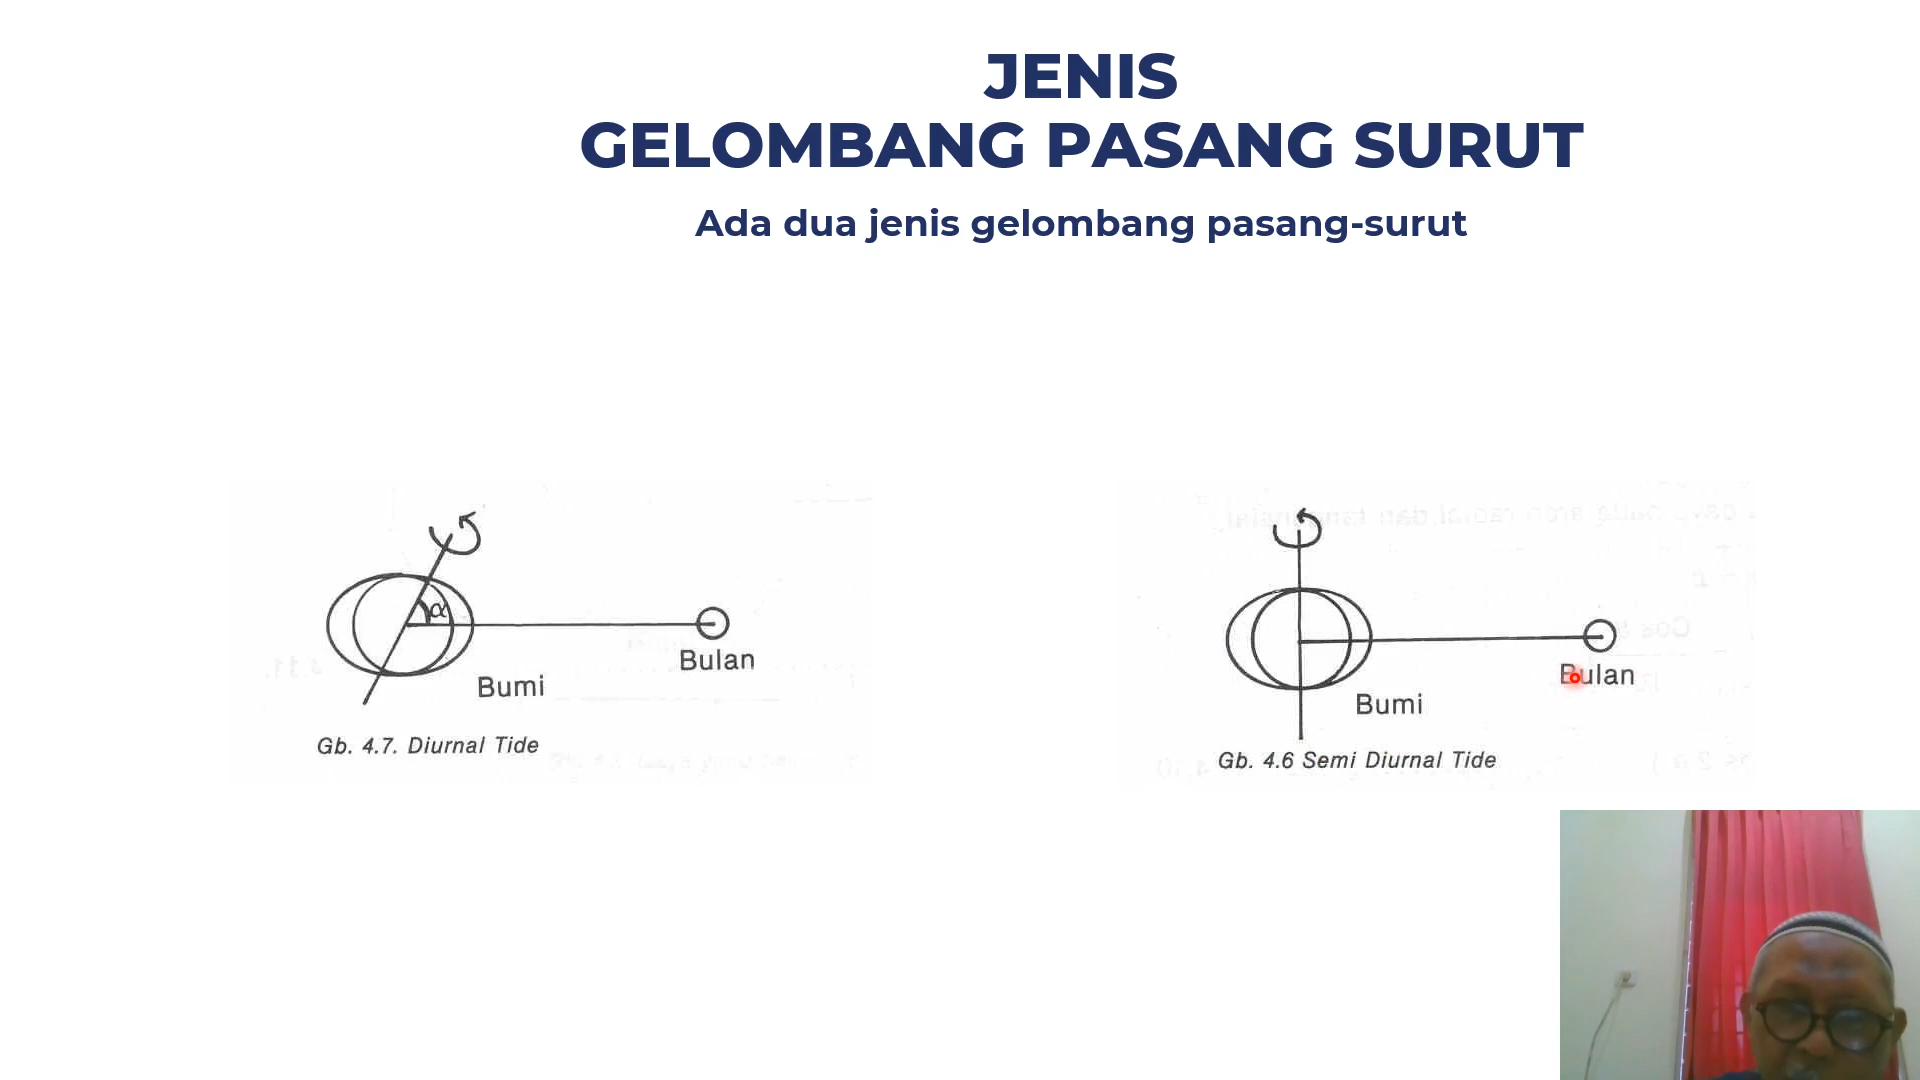 JENIS
GELOMBANG PASANG SURUT
Ada dua jenis gelombang pasang-surut
α
Bulan
Bumi
Gb. 4.7. Diurnal Tide
Bulan
Bumi
Gb. 4.6 Semi Diurnal Tide